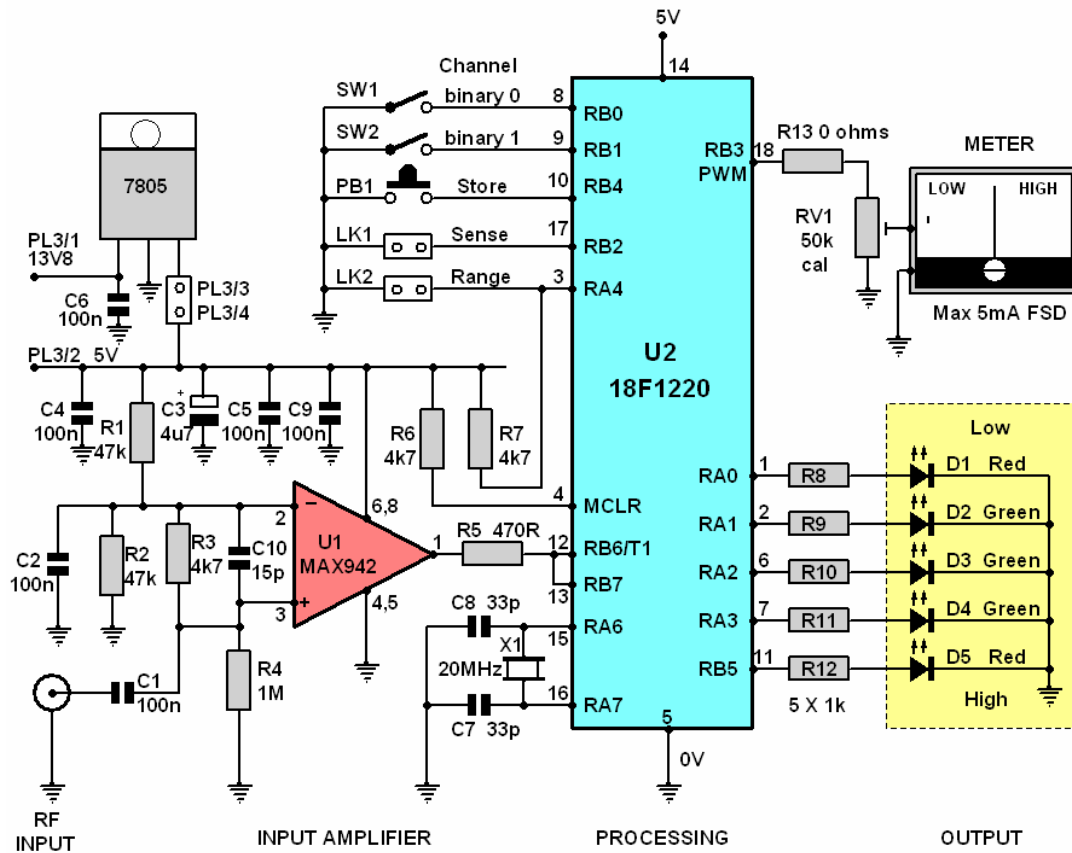 5V
14
Channel
SW1 binary 0 8 RB0
SW2 binary 1 9 RB1
PB1 Store 10 RB4
LK1 Sense 17 RB2
LK2 Range 3 RA4
7805
PL3/1
13V8
C6
100n
PL3/3
PL3/4
PL3/2 5V
RB3
PWM
18
R13 0 ohms
RV1
50k
cal
METER
LOW HIGH
Max 5mA FSD
U2
18F1220
C4
100n
R1
47k
C3
4u7
+
C5
100n
C9
100n
R6
4k7
R7
4k7
4 MCLR
C2
100n
R2
47k
R3
4k7
C10
15p
2
−
3
+
U1
MAX942
6,8
4,5
1
R5 470R
12 RB6/T1
RB7
13
C8 33p
RA6
15
X1
20MHz
16 RA7
C7 33p
C1
100n
R4
1M
5
0V
Low
RA0 1 R8 D1 Red
RA1 2 R9 D2 Green
RA2 6 R10 D3 Green
RA3 7 R11 D4 Green
RB5 11 R12 D5 Red
5 X 1k
High
RF
INPUT
INPUT AMPLIFIER
PROCESSING
OUTPUT